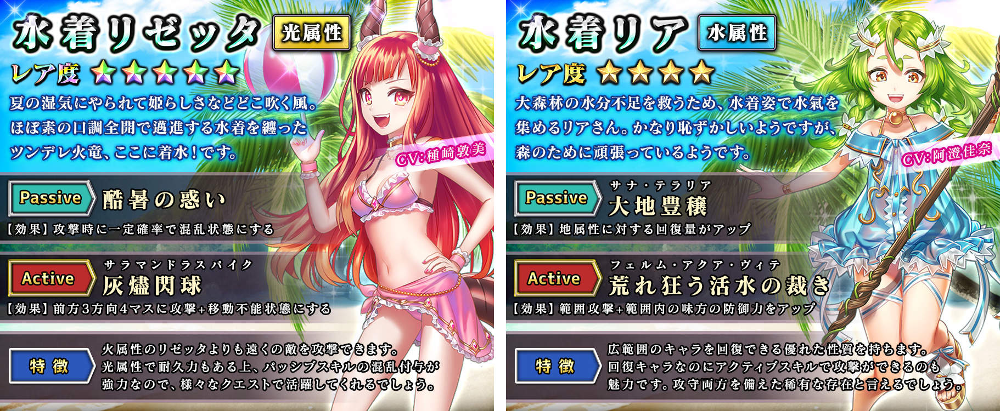 水着リゼッタ
光属性
レア度 ★★★★★
夏の湿気にやられて姫らしさなどどこ吹く風。
ほぼ素の口調全開で邁進する水着を纏った
ツンデレ火竜、ここに着水！です。
CV:種崎敦美
Passive
酷暑の惑い
【効果】攻撃時に一定確率で混乱状態にする
Active
サラマンドラスパイク
灰燼閃球
【効果】前方3方向4マスに攻撃+移動不能状態にする
特徴
火属性のリゼッタよりも遠くの敵を攻撃できます。
光属性で耐久力もある上、パッシブスキルの混乱付与が
強力なので、様々なクエストで活躍してくれるでしょう。
水着リア
水属性
レア度 ★★★★
大森林の水分不足を救うため、水着姿で水氣を
集めるリアさん。かなり恥ずかしいようですが、
森のために頑張っているようです。
CV:阿澄佳奈
Passive
サナ・テラリア
大地豊穣
【効果】地属性に対する回復量がアップ
Active
フェルム・アクア・ヴィテ
荒れ狂う活水の裁き
【効果】範囲攻撃+範囲内の味方の防御力をアップ
特徴
広範囲のキャラを回復できる優れた性質を持ちます。
回復キャラなのにアクティブスキルで攻撃ができるのも
魅力です。攻守両方を備えた稀有な存在と言えるでしょう。